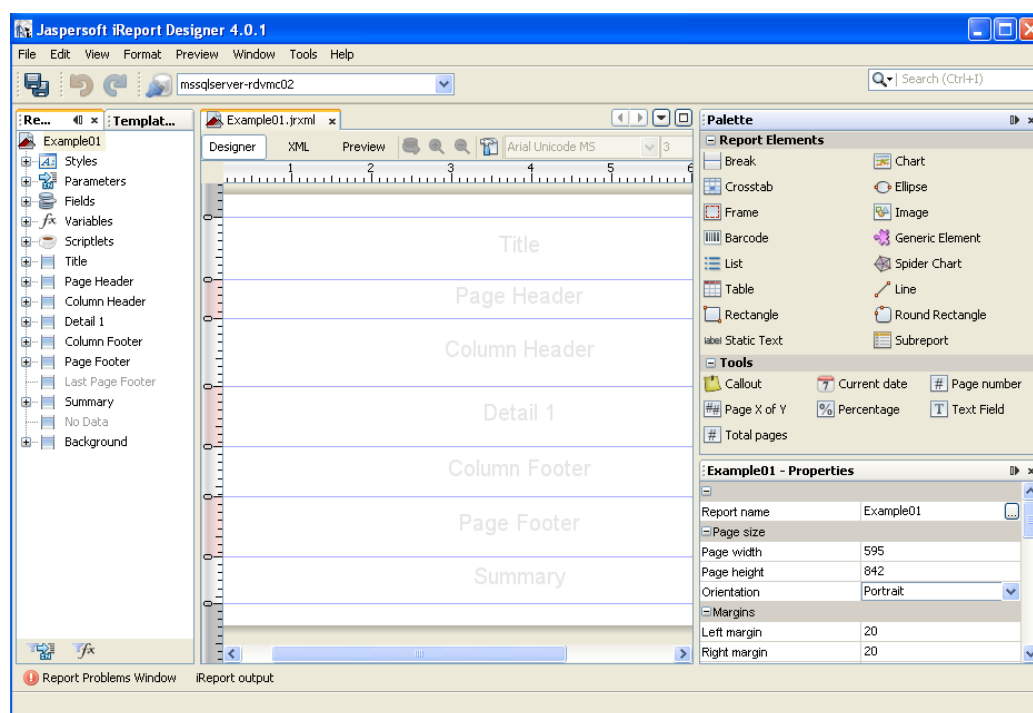 Jaspersoft iReport Designer 4.0.1
File Edit View Format Preview Window Tools Help
mssqlserver-rdvmc02
Search (Ctrl+I)
Re...
Templat...
Example01
Styles
Parameters
Fields
Variables
Scriptlets
Title
Page Header
Column Header
Detail 1
Column Footer
Page Footer
Last Page Footer
Summary
No Data
Background
Example01.jrxml
Designer XML Preview Arial Unicode MS 3
1 2 3 4 5 6
Title
Page Header
Column Header
Detail 1
Column Footer
Page Footer
Summary
Palette
Report Elements
Break Chart
Crosstab Ellipse
Frame Image
Barcode Generic Element
List Spider Chart
Table Line
Rectangle Round Rectangle
label Static Text Subreport
Tools
Callout Current date Page number
Page X of Y Percentage Text Field
Total pages
Example01 - Properties
Report name Example01 ...
Page size
Page width 595
Page height 842
Orientation Portrait
Margins
Left margin 20
Right margin 20
Report Problems Window iReport output